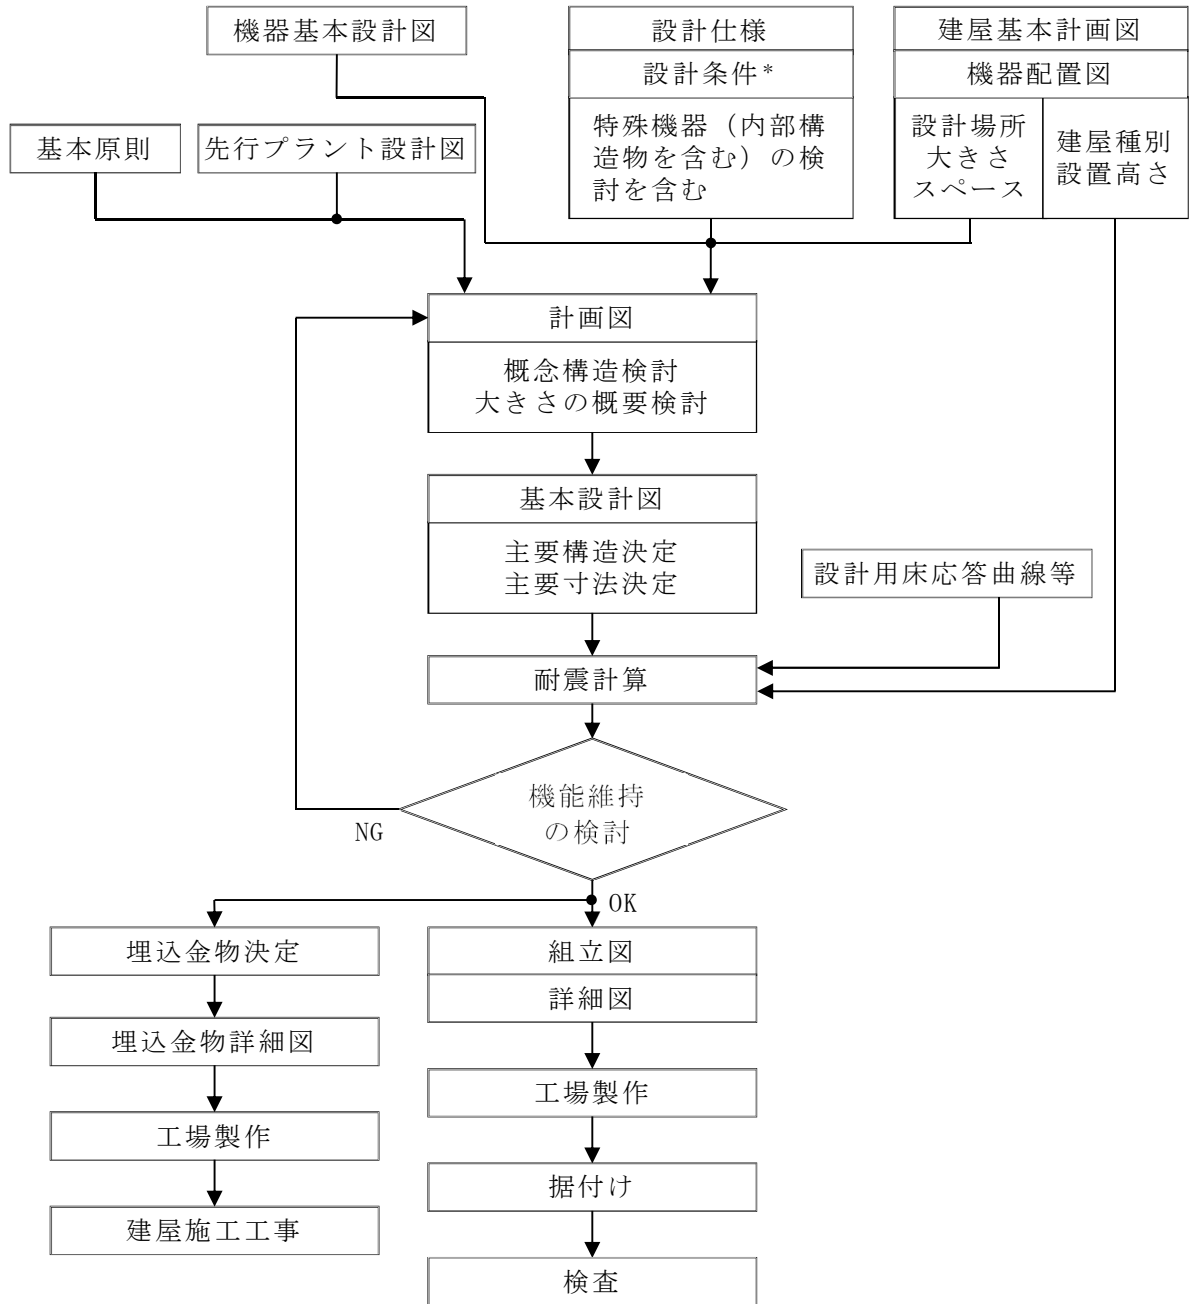 機器基本設計図
設計仕様
設計条件*
特殊機器（内部構
造物を含む）の検
討を含む
建屋基本計画図
機器配置図
設計場所
大きさ
スペース
建屋種別
設置高さ
基本原則
先行プラント設計図
計画図
概念構造検討
大きさの概要検討
基本設計図
主要構造決定
主要寸法決定
設計用床応答曲線等
耐震計算
機能維持
の検討
NG
OK
埋込金物決定
埋込金物詳細図
工場製作
建屋施工工事
組立図
詳細図
工場製作
据付け
検査